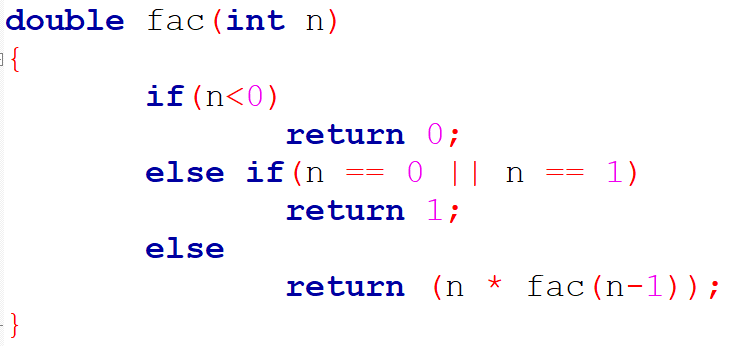 double fac(int n)
{
if(n<0)
return 0;
else if(n == 0 || n == 1)
return 1;
else
return (n * fac(n-1));
}